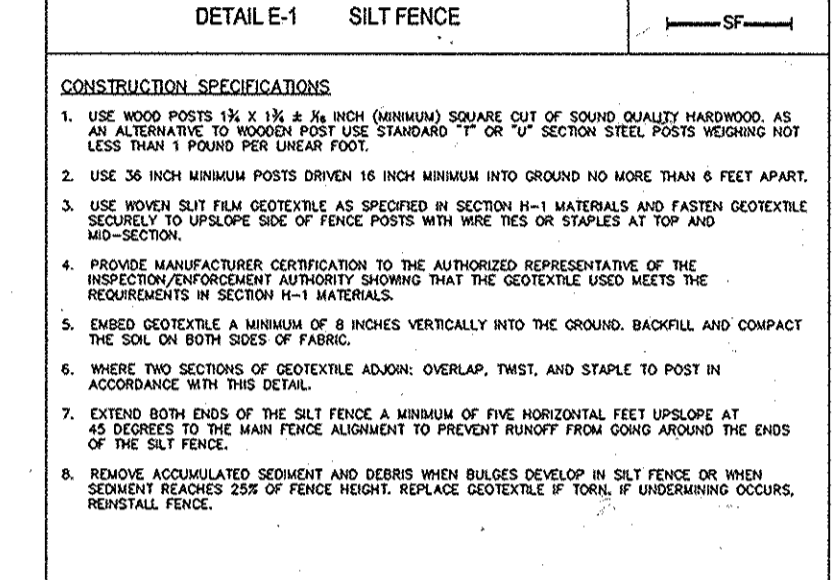 DETAIL E-1 SILT FENCE
SF
CONSTRUCTION SPECIFICATIONS
1. USE WOOD POSTS 1¾ X 1¾ ± 1/16 INCH (MINIMUM) SQUARE CUT OF SOUND QUALITY HARDWOOD. AS
AN ALTERNATIVE TO WOODEN POST USE STANDARD "T" OR "U" SECTION STEEL POSTS WEIGHING NOT
LESS THAN 1 POUND PER LINEAR FOOT.
2. USE 36 INCH MINIMUM POSTS DRIVEN 16 INCH MINIMUM INTO GROUND NO MORE THAN 6 FEET APART.
3. USE WOVEN SLIT FILM GEOTEXTILE AS SPECIFIED IN SECTION H-1 MATERIALS AND FASTEN GEOTEXTILE
SECURELY TO UPSLOPE SIDE OF FENCE POSTS WITH WIRE TIES OR STAPLES AT TOP AND
MID-SECTION.
4. PROVIDE MANUFACTURER CERTIFICATION TO THE AUTHORIZED REPRESENTATIVE OF THE
INSPECTION/ENFORCEMENT AUTHORITY SHOWING THAT THE GEOTEXTILE USED MEETS THE
REQUIREMENTS IN SECTION H-1 MATERIALS.
5. EMBED GEOTEXTILE A MINIMUM OF 8 INCHES VERTICALLY INTO THE GROUND. BACKFILL AND COMPACT
THE SOIL ON BOTH SIDES OF FABRIC.
6. WHERE TWO SECTIONS OF GEOTEXTILE ADJOIN: OVERLAP, TWIST, AND STAPLE TO POST IN
ACCORDANCE WITH THIS DETAIL.
7. EXTEND BOTH ENDS OF THE SILT FENCE A MINIMUM OF FIVE HORIZONTAL FEET UPSLOPE AT
45 DEGREES TO THE MAIN FENCE ALIGNMENT TO PREVENT RUNOFF FROM GOING AROUND THE ENDS
OF THE SILT FENCE.
8. REMOVE ACCUMULATED SEDIMENT AND DEBRIS WHEN BULGES DEVELOP IN SILT FENCE OR WHEN
SEDIMENT REACHES 25% OF FENCE HEIGHT. REPLACE GEOTEXTILE IF TORN. IF UNDERMINING OCCURS,
REINSTALL FENCE.